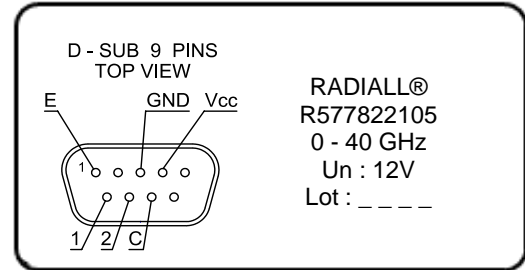 D - SUB 9 PINS
TOP VIEW
E GND Vcc
1
1 2 C
RADIALL®
R577822105
0 - 40 GHz
Un : 12V
Lot : _ _ _ _